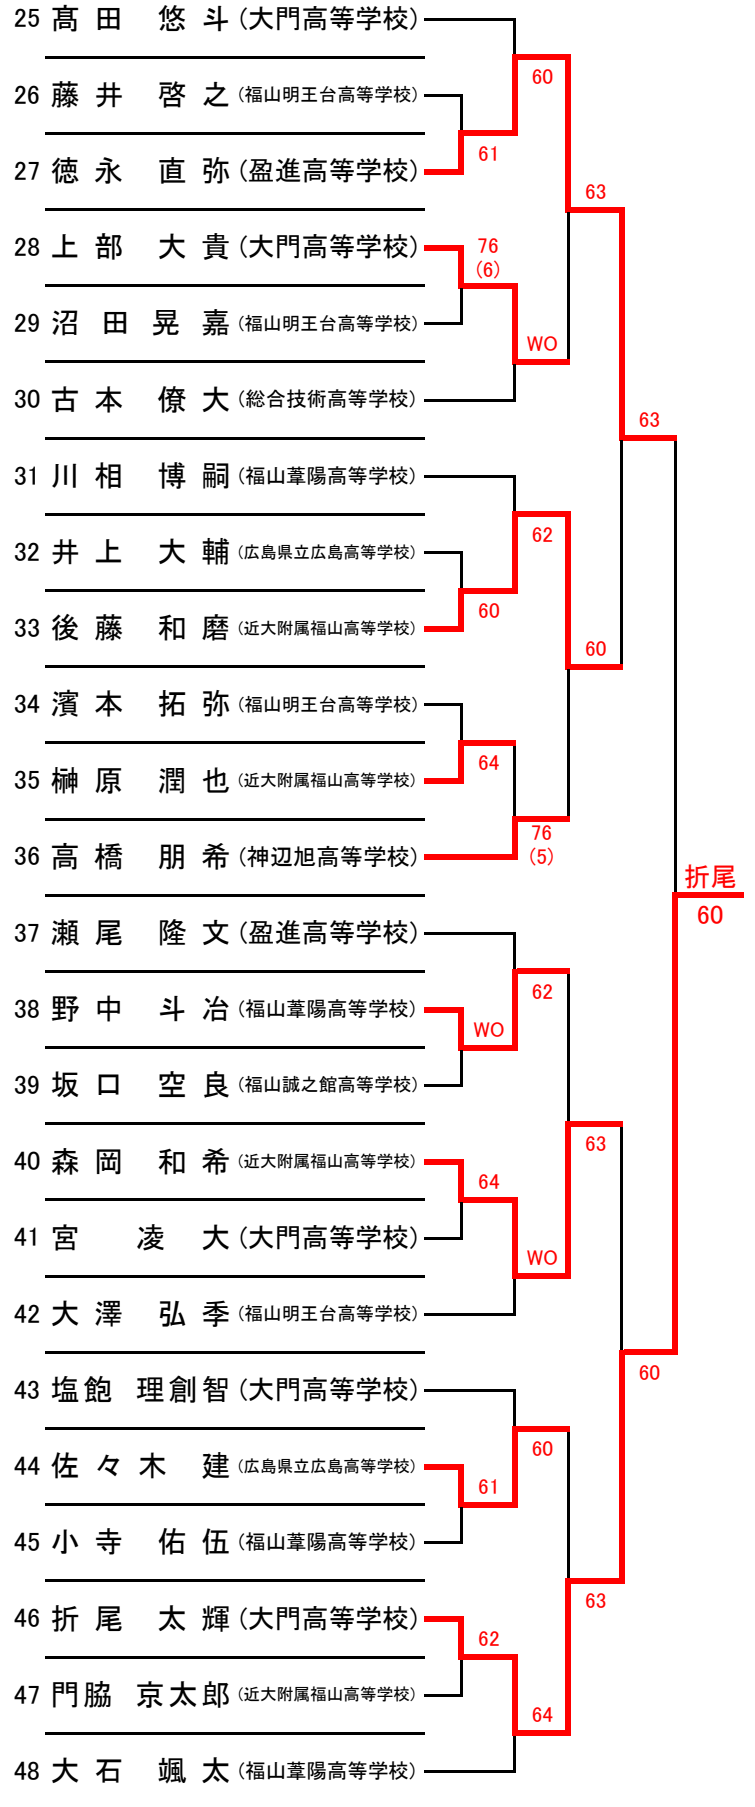 25 髙田 悠斗 (大門高等学校)
60
26 藤井 啓之 (福山明王台高等学校)
61
27 徳永 直弥 (盈進高等学校)
63
28 上部 大貴 (大門高等学校)
76
(6)
29 沼田晃嘉 (福山明王台高等学校)
WO
30 古本 僚大 (総合技術高等学校)
63
31 川相 博嗣 (福山葦陽高等学校)
62
32 井上 大輔 (広島県立広島高等学校)
60
33 後藤 和磨 (近大附属福山高等学校)
60
34 濱本 拓弥 (福山明王台高等学校)
64
35 榊原 潤也 (近大附属福山高等学校)
76
(5)
36 高橋 朋希 (神辺旭高等学校)
折尾
60
37 瀬尾 隆文 (盈進高等学校)
62
38 野中 斗冶 (福山葦陽高等学校)
WO
39 坂口 空良 (福山誠之館高等学校)
63
40 森岡 和希 (近大附属福山高等学校)
64
41 宮 凌大 (大門高等学校)
WO
42 大澤 弘季 (福山明王台高等学校)
60
43 塩飽 理創智 (大門高等学校)
60
44 佐々木 建 (広島県立広島高等学校)
61
45 小寺 佑伍 (福山葦陽高等学校)
63
46 折尾 太輝 (大門高等学校)
62
47 門脇 京太郎 (近大附属福山高等学校)
64
48 大石 颯太 (福山葦陽高等学校)